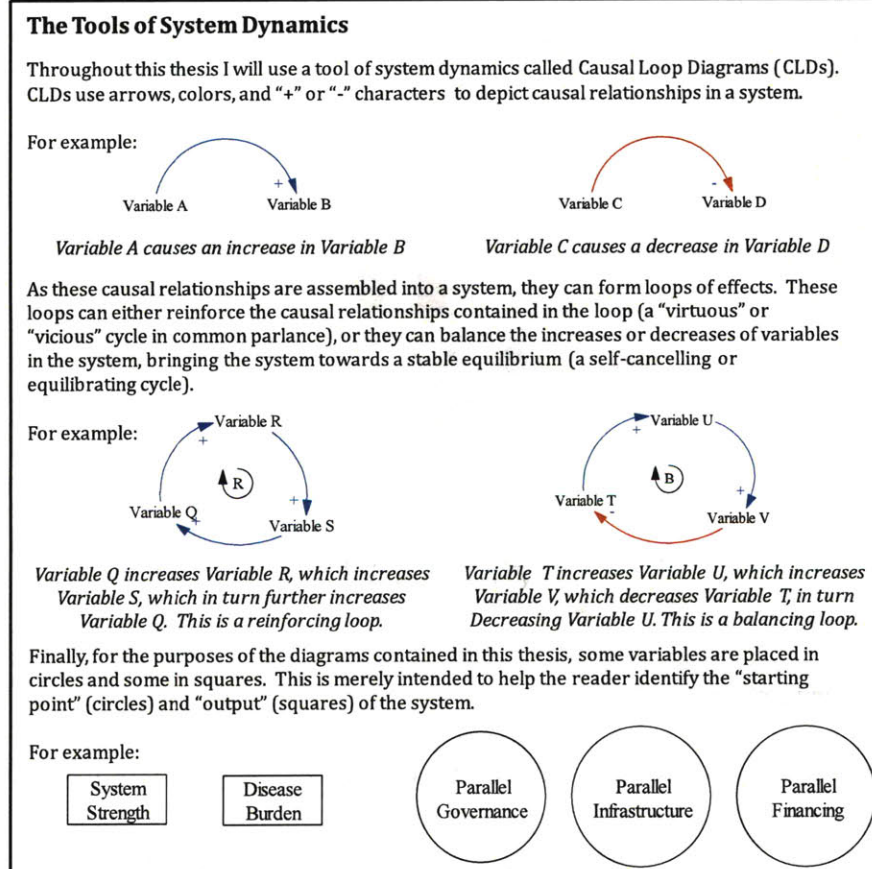 The Tools of System Dynamics
Throughout this thesis I will use a tool of system dynamics called Causal Loop Diagrams (CLDs).
CLDs use arrows, colors, and “+” or “-” characters to depict causal relationships in a system.
For example:
+
-
Variable A
Variable B
Variable C
Variable D
Variable A causes an increase in Variable B
Variable C causes a decrease in Variable D
As these causal relationships are assembled into a system, they can form loops of effects. These
loops can either reinforce the causal relationships contained in the loop (a “virtuous” or
“vicious” cycle in common parlance), or they can balance the increases or decreases of variables
in the system, bringing the system towards a stable equilibrium (a self-cancelling or
equilibrating cycle).
For example:
Variable R
+
R
+
Variable Q
+
Variable S
Variable U
+
B
+
Variable T
-
Variable V
Variable Q increases Variable R, which increases
Variable S, which in turn further increases
Variable Q. This is a reinforcing loop.
Variable T increases Variable U, which increases
Variable V, which decreases Variable T, in turn
Decreasing Variable U. This is a balancing loop.
Finally, for the purposes of the diagrams contained in this thesis, some variables are placed in
circles and some in squares. This is merely intended to help the reader identify the “starting
point” (circles) and “output” (squares) of the system.
For example:
System
Strength
Disease
Burden
Parallel
Governance
Parallel
Infrastructure
Parallel
Financing